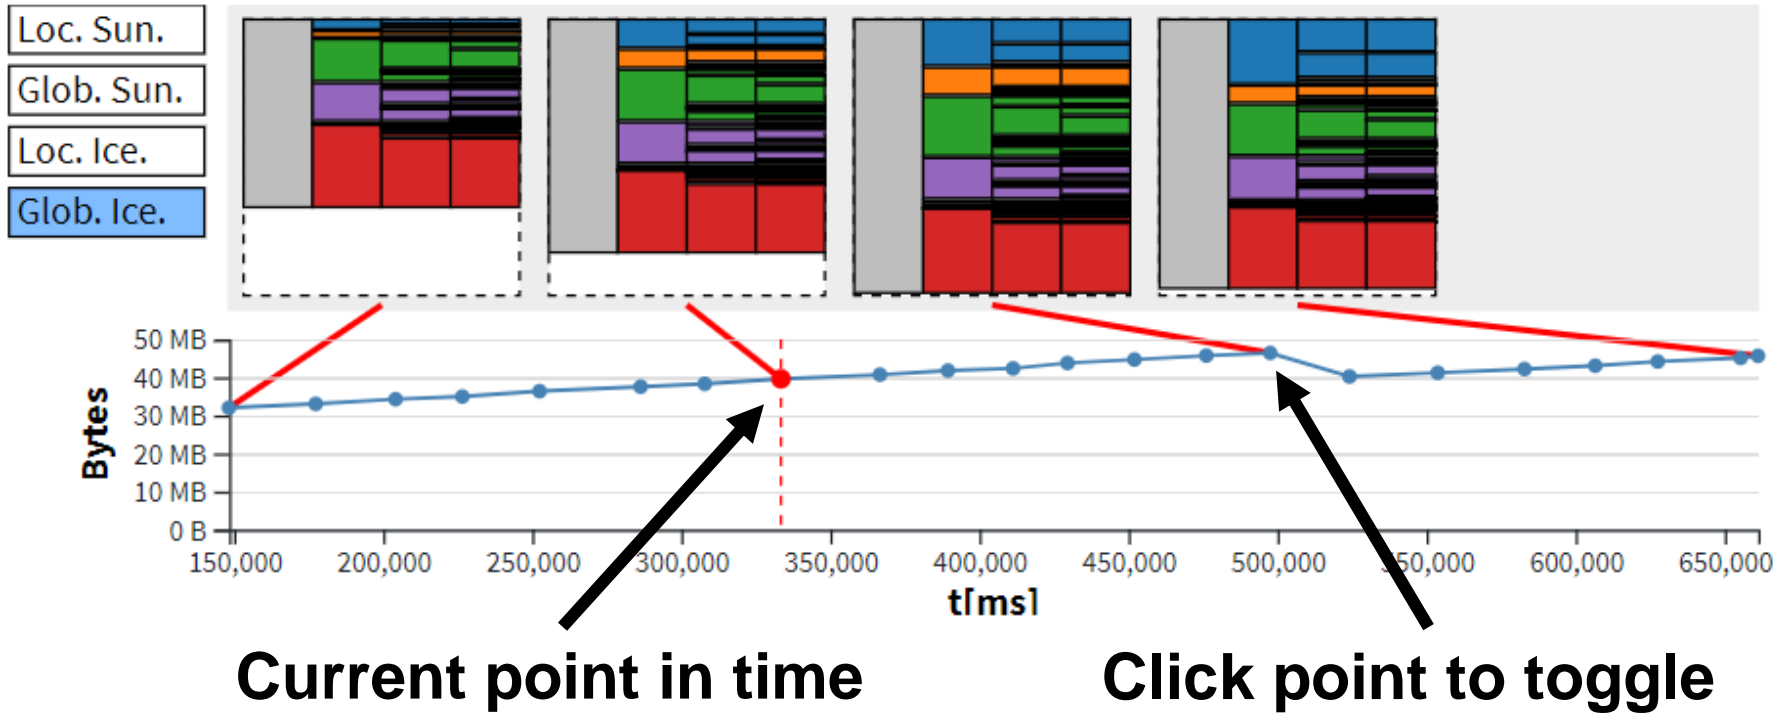 Loc. Sun.
Glob. Sun.
Loc. Ice.
Glob. Ice.
50 MB
40 MB
30 MB
20 MB
10 MB
0 B
Bytes
150,000 200,000 250,000 300,000 350,000 400,000 450,000 500,000 550,000 600,000 650,000
t[ms]
Current point in time
Click point to toggle